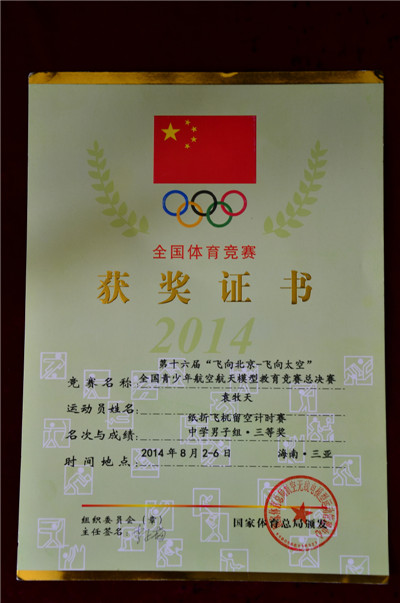 全国体育竞赛
获奖证书
2014
第十六届“飞向北京-飞向太空”
竞赛名称:全国青少年航空航天模型教育竞赛总决赛
运动员姓名:袁牧天
纸折飞机留空计时赛
名次与成绩:中学男子组·三等奖
时间地点:2014年8月2-6日 海南·三亚
组织委员会(章)
主任签名:
国家体育总局颁发